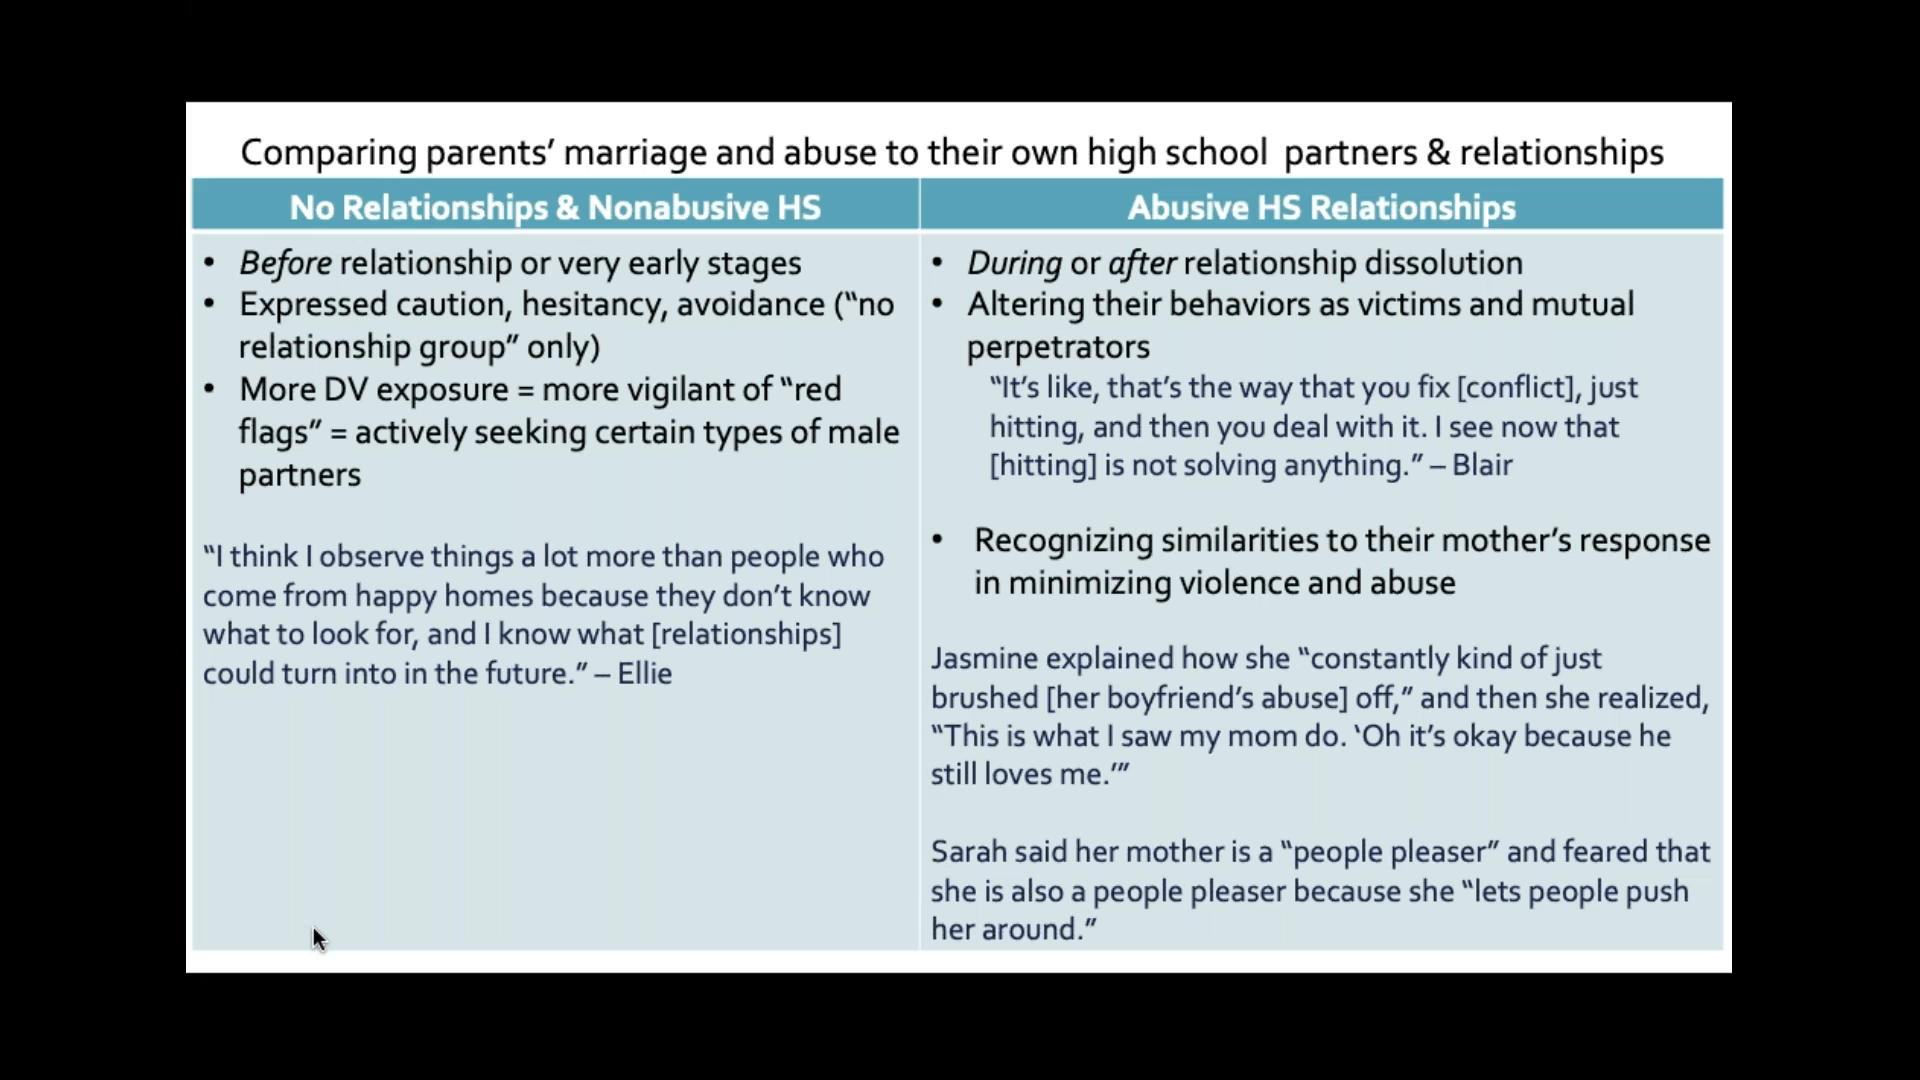 Comparing parents’ marriage and abuse to their own high school partners & relationships
No Relationships & Nonabusive HS
• Before relationship or very early stages
• Expressed caution, hesitancy, avoidance (“no
relationship group” only)
• More DV exposure = more vigilant of “red
flags” = actively seeking certain types of male
partners
“I think I observe things a lot more than people who
come from happy homes because they don’t know
what to look for, and I know what [relationships]
could turn into in the future.” – Ellie
Abusive HS Relationships
• During or after relationship dissolution
• Altering their behaviors as victims and mutual
perpetrators
“It’s like, that’s the way that you fix [conflict], just
hitting, and then you deal with it. I see now that
[hitting] is not solving anything.” – Blair
• Recognizing similarities to their mother’s response
in minimizing violence and abuse
Jasmine explained how she “constantly kind of just
brushed [her boyfriend’s abuse] off,” and then she realized,
“This is what I saw my mom do. ‘Oh it’s okay because he
still loves me.’”
Sarah said her mother is a “people pleaser” and feared that
she is also a people pleaser because she “lets people push
her around.”